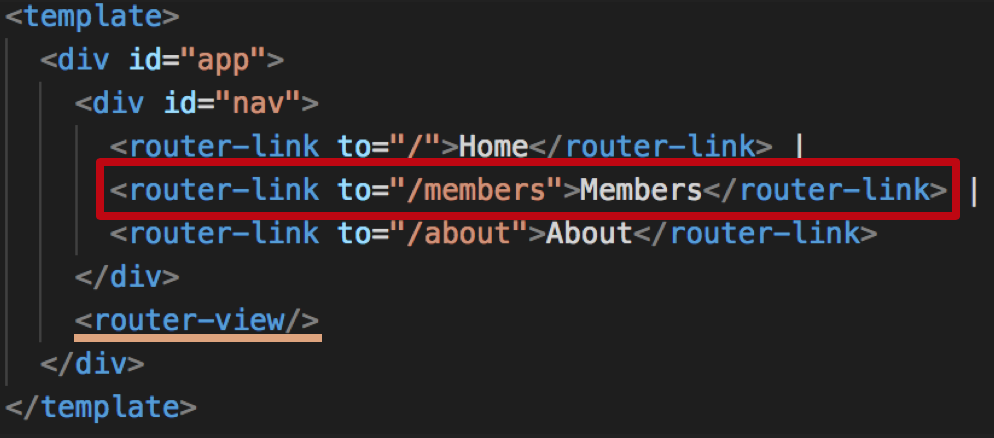 <template>
<div id="app">
<div id="nav">
<router-link to="/">Home</router-link> |
<router-link to="/members">Members</router-link> |
<router-link to="/about">About</router-link>
</div>
<router-view/>
</div>
</template>